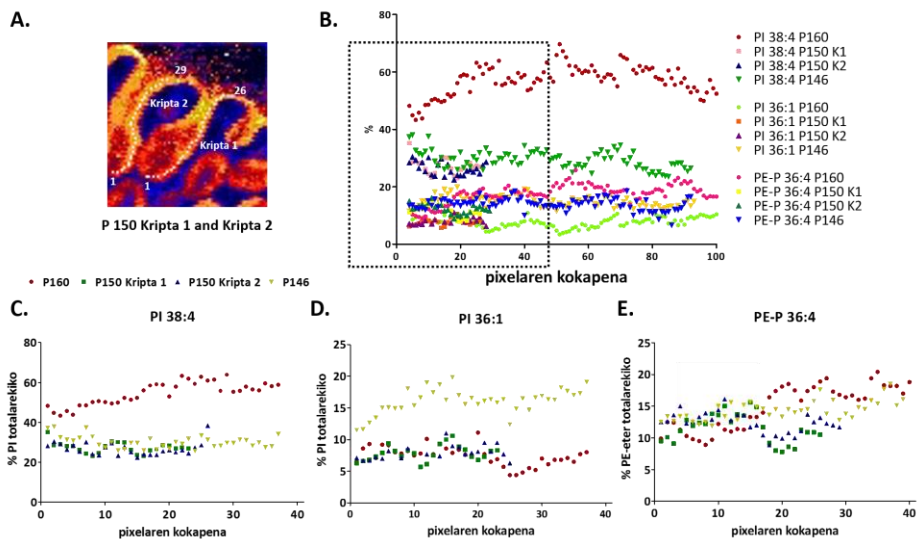 A.
29
26
Kripta 2
Kripta 1
1
1
P 150 Kripta 1 and Kripta 2
B.
80
60
%
40
20
0
0
20
40
60
80
100
pixelaren kokapena
PI 38:4 P160
PI 38:4 P150 K1
PI 38:4 P150 K2
PI 38:4 P146
PI 36:1 P160
PI 36:1 P150 K1
PI 36:1 P150 K2
PI 36:1 P146
PE-P 36:4 P160
PE-P 36:4 P150 K1
PE-P 36:4 P150 K2
PE-P 36:4 P146
P160 P150 Kripta 1 P150 Kripta 2 P146
C.
PI 38:4
% PI totalarekiko
80
60
40
20
0
0 10 20 30 40
pixelaren kokapena
D.
PI 36:1
% PI totalarekiko
25
20
15
10
5
0
0 10 20 30 40
pixelaren kokapena
E.
PE-P 36:4
% PE-eter totalarekiko
25
20
15
10
5
0
0 10 20 30 40
pixelaren kokapena